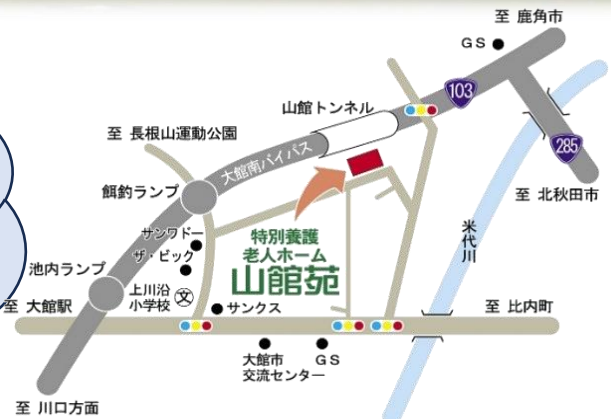 至 鹿角市
GS
103
山館トンネル
至 長根山運動公園
大館南バイパス
285
餌釣ランプ
至 北秋田市
サンワドー
特別養護
老人ホーム
山館苑
米代川
ザ・ビック
池内ランプ
上川沿
小学校
文
サンクス
至 大館駅
至 比内町
大館市
交流センター
GS
至 川口方面